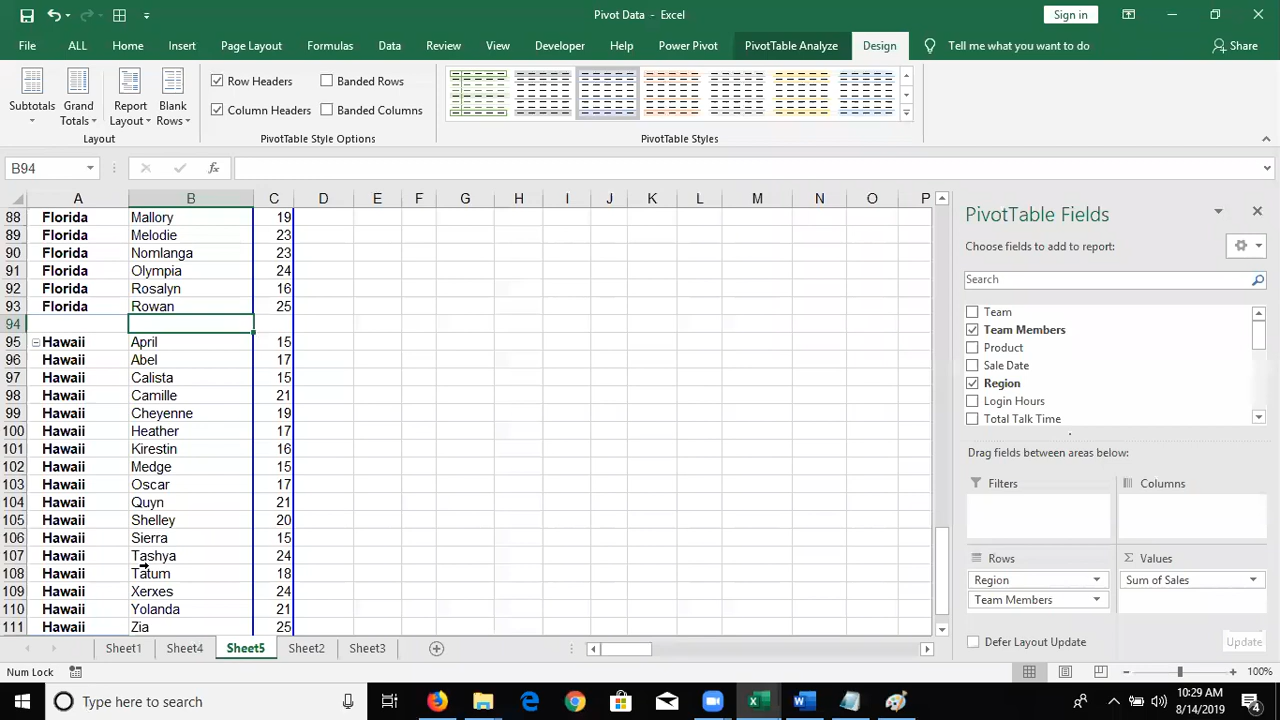 Pivot Data - Excel
Sign in
File ALL Home Insert Page Layout Formulas Data Review View Developer Help Power Pivot PivotTable Analyze Design Tell me what you want to do Share
Row Headers Banded Rows
Column Headers Banded Columns
Subtotals Grand Totals Report Layout Blank Rows
Layout PivotTable Style Options PivotTable Styles
B94 fx
A B C D E F G H I J K L M N O P
88 Florida Mallory 19
89 Florida Melodie 23
90 Florida Nomlanga 23
91 Florida Olympia 24
92 Florida Rosalyn 16
93 Florida Rowan 25
94
95 Hawaii April 15
96 Hawaii Abel 17
97 Hawaii Calista 15
98 Hawaii Camille 21
99 Hawaii Cheyenne 19
100 Hawaii Heather 17
101 Hawaii Kirestin 16
102 Hawaii Medge 15
103 Hawaii Oscar 17
104 Hawaii Quyn 21
105 Hawaii Shelley 20
106 Hawaii Sierra 15
107 Hawaii Tashya 24
108 Hawaii Tatum 18
109 Hawaii Xerxes 24
110 Hawaii Yolanda 21
111 Hawaii Zia 25
PivotTable Fields
Choose fields to add to report:
Search
Team
Team Members
Product
Sale Date
Region
Login Hours
Total Talk Time
Drag fields between areas below:
Filters Columns
Rows Σ Values
Region Sum of Sales
Team Members
Defer Layout Update Update
Sheet1 Sheet4 Sheet5 Sheet2 Sheet3
Num Lock 100%
Type here to search
10:29 AM
8/14/2019
4